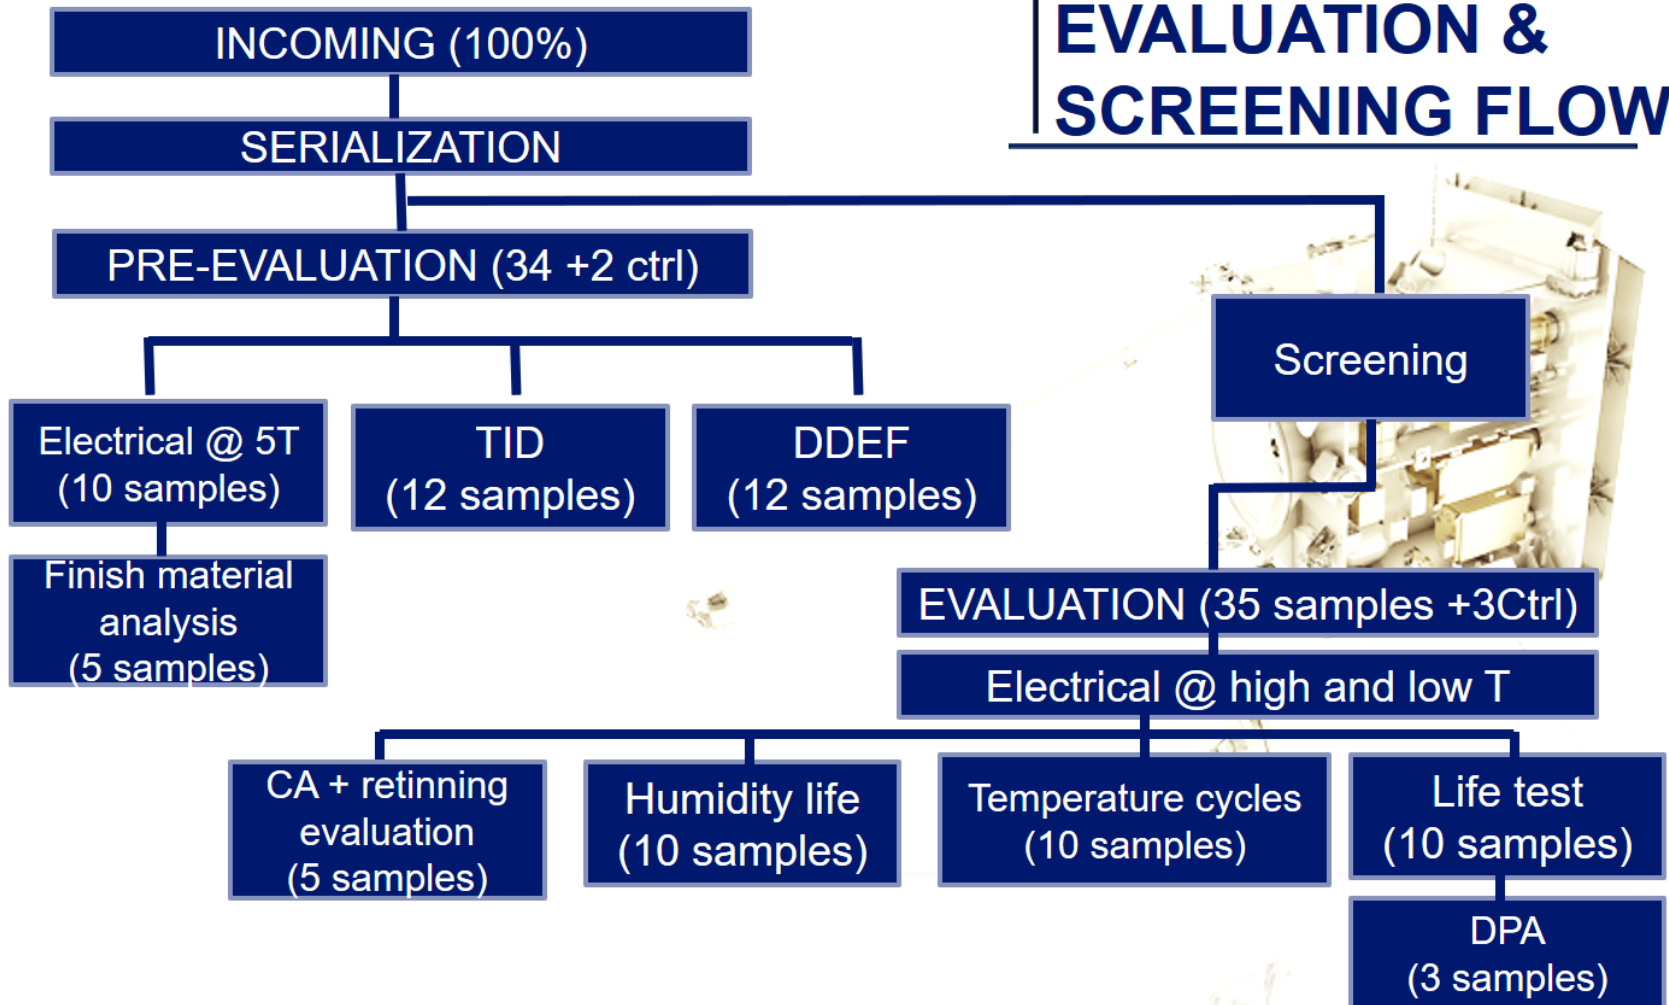 EVALUATION &
SCREENING FLOW
INCOMING (100%)
SERIALIZATION
PRE-EVALUATION (34 +2 ctrl)
Screening
Electrical @ 5T
(10 samples)
TID
(12 samples)
DDEF
(12 samples)
Finish material
analysis
(5 samples)
EVALUATION (35 samples +3Ctrl)
Electrical @ high and low T
CA + retinning
evaluation
(5 samples)
Humidity life
(10 samples)
Temperature cycles
(10 samples)
Life test
(10 samples)
DPA
(3 samples)